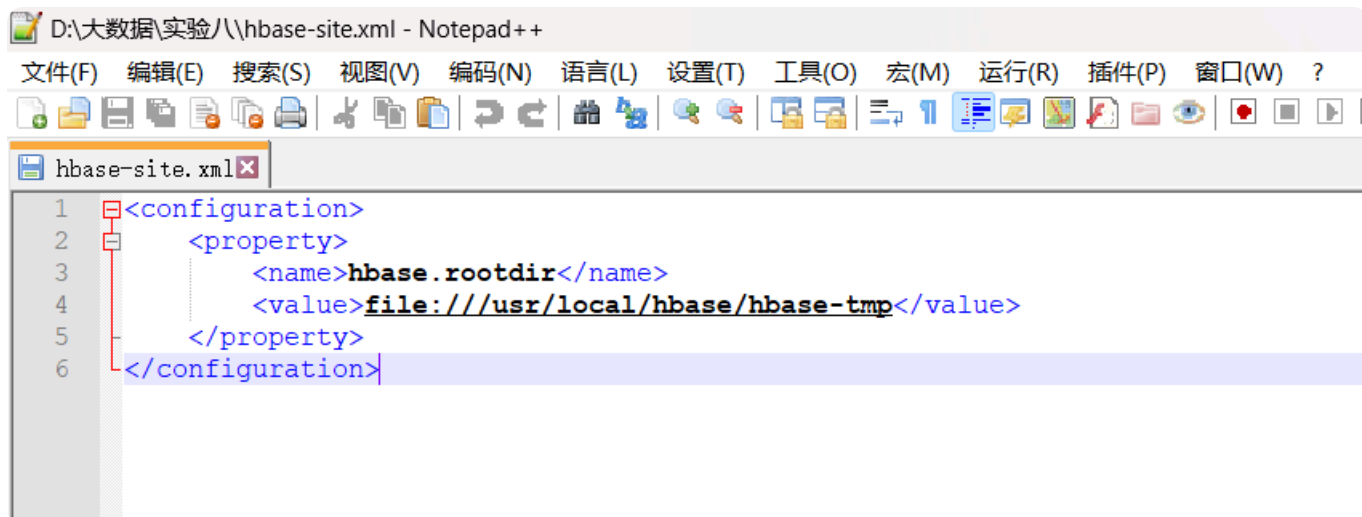 D:\大数据\实验八\hbase-site.xml - Notepad++
文件(F) 编辑(E) 搜索(S) 视图(V) 编码(N) 语言(L) 设置(T) 工具(O) 宏(M) 运行(R) 插件(P) 窗口(W) ?
hbase-site.xml
1 <configuration>
2     <property>
3         <name>hbase.rootdir</name>
4         <value>file:///usr/local/hbase/hbase-tmp</value>
5     </property>
6 </configuration>